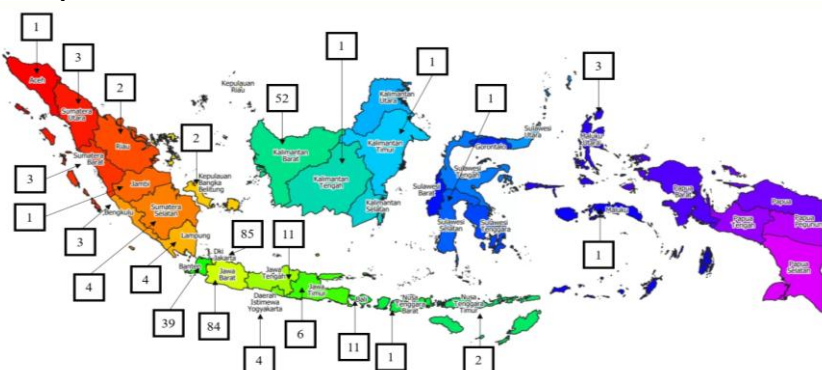 1
3
2
1
1
3
Aceh
Kepulauan
Riau
52
1
Sumatera
Utara
Kalimantan
Utara
Sulawesi
Utara
Maluku
Utara
Riau
2
Kalimantan
Timur
Gorontalo
Sumatera
Barat
Kalimantan
Barat
Sulawesi
Tengah
Papua
Barat
Kepulauan
Bangka
Belitung
Jambi
Kalimantan
Tengah
Sulawesi
Barat
3
Papua
1
Bengkulu
Sumatera
Selatan
Kalimantan
Selatan
Sulawesi
Selatan
Sulawesi
Tenggara
Maluku
Papua
Tengah
Papua
Pegunun
3
Lampung
85
11
1
4
4
Dki
Jakarta
Papua
Selatan
Banten
Jawa
Barat
Jawa
Tengah
Jawa
Timur
Daerah
Istimewa
Yogyakarta
Bali
Nusa
Tenggara
Barat
Nusa
Tenggara
Timur
39
84
6
11
1
2
4